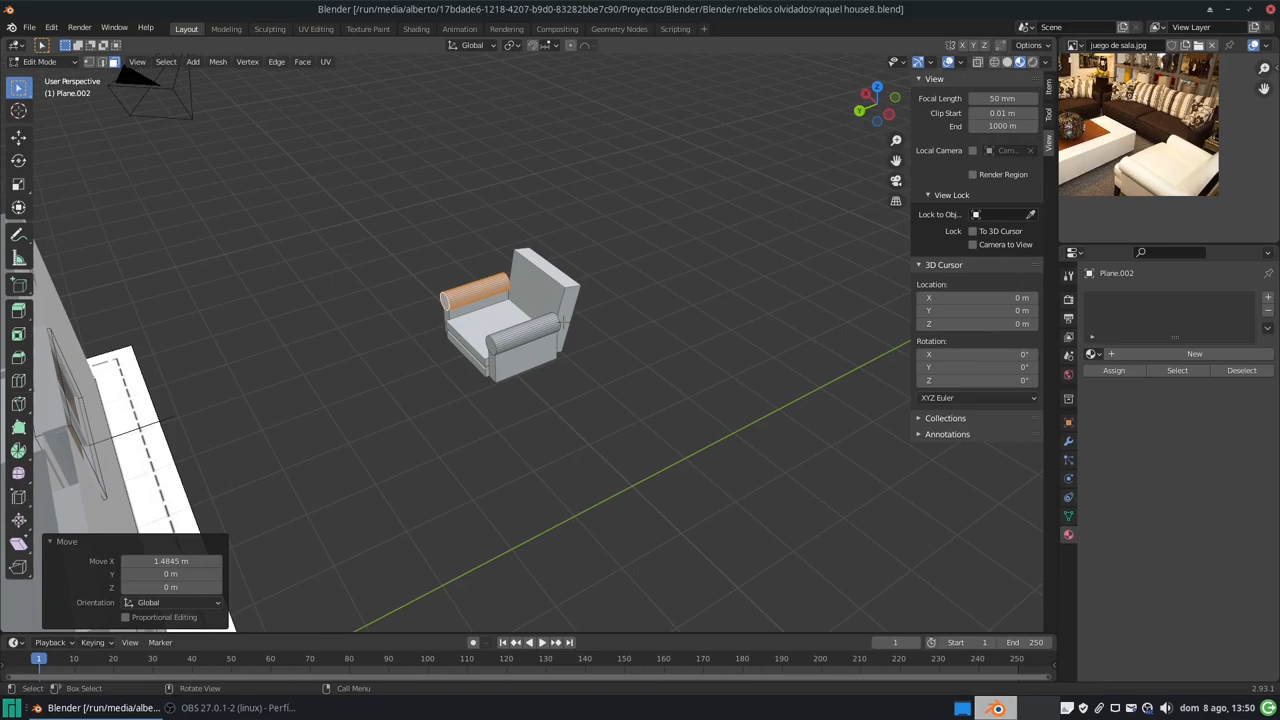 Blender [/run/media/alberto/17bdade6-1218-4207-b9d0-83282bbe7c90/Proyectos/Blender/Blender/rebelios olvidados/raquel house8.blend]
File Edit Render Window Help Layout Modeling Sculpting UV Editing Texture Paint Shading Animation Rendering Compositing Geometry Nodes Scripting + Scene View Layer
Global X Y Z Options juego de sala.jpg
Edit Mode View Select Add Mesh Vertex Edge Face UV
User Perspective
(1) Plane.002
View
Focal Length 50 mm
Clip Start 0.01 m
End 1000 m
Local Camera Cam...
Render Region
View Lock
Lock to Obj...
Lock: To 3D Cursor
Camera to View
3D Cursor
Location:
X 0 m
Y 0 m
Z 0 m
Rotation:
X 0°
Y 0°
Z 0°
XYZ Euler
Collections
Annotations
Item
Tool
View
X
Y
Z
Plane.002
New
Assign Select Deselect
Move
Move X 1.4845 m
Y 0 m
Z 0 m
Orientation Global
Proportional Editing
Playback Keying View Marker 1 Start 1 End 250
1 10 20 30 40 50 60 70 80 90 100 110 120 130 140 150 160 170 180 190 200 210 220 230 240 250
Select Box Select Rotate View Call Menu 2.93.1
Blender [/run/media/albe... OBS 27.0.1-2 (linux) - Perfí... dom 8 ago, 13:50